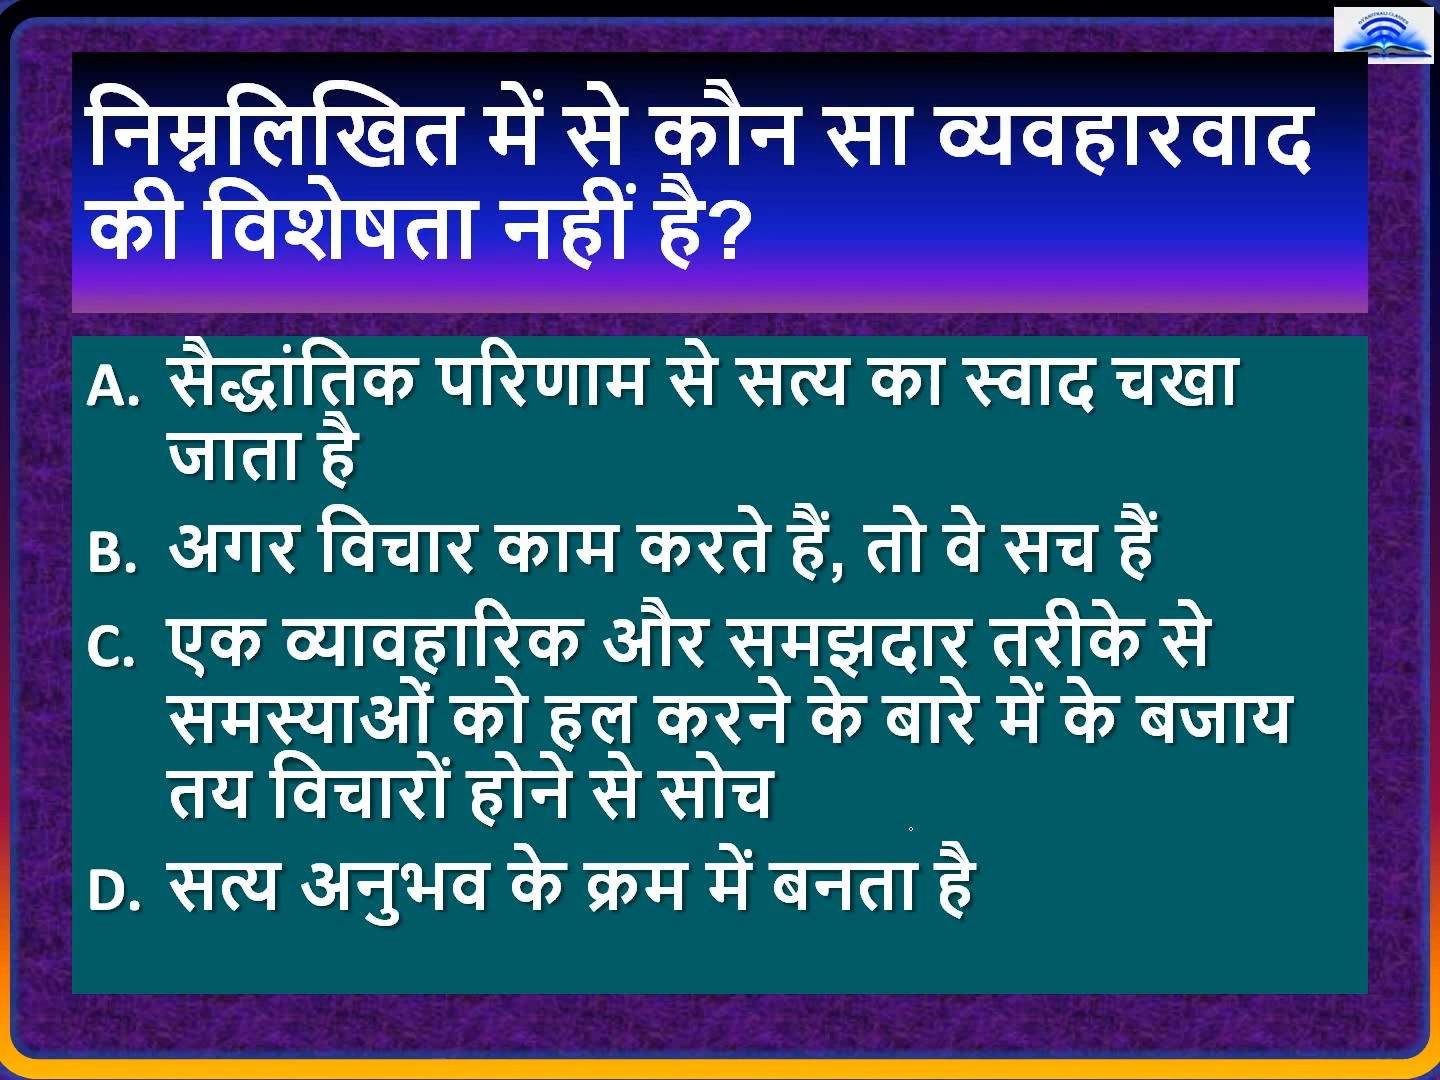 निम्नलिखित में से कौन सा व्यवहारवाद
की विशेषता नहीं है?
A. सैद्धांतिक परिणाम से सत्य का स्वाद चखा
जाता है
B. अगर विचार काम करते हैं, तो वे सच हैं
C. एक व्यावहारिक और समझदार तरीके से
समस्याओं को हल करने के बारे में के बजाय
तय विचारों होने से सोच
D. सत्य अनुभव के क्रम में बनता है